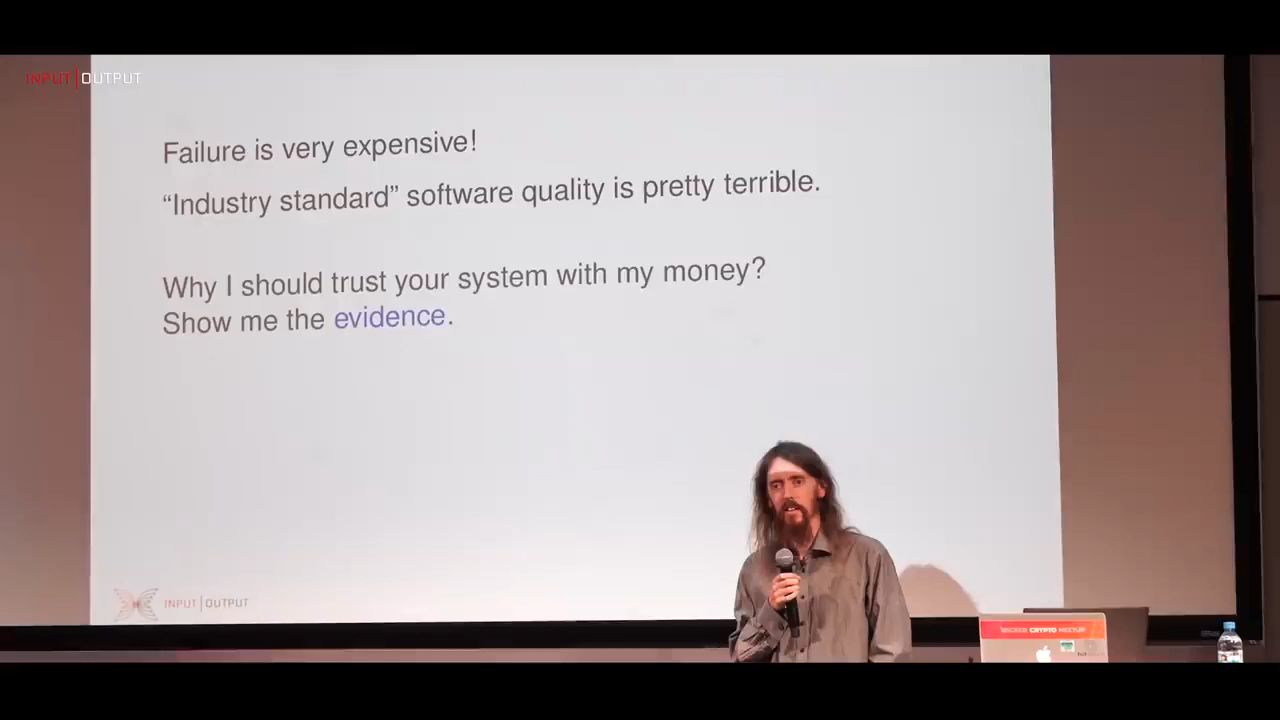 INPUT|OUTPUT
Failure is very expensive!
“Industry standard” software quality is pretty terrible.
Why I should trust your system with my money?
Show me the evidence.
INPUT|OUTPUT
CRYPTO MEETUP